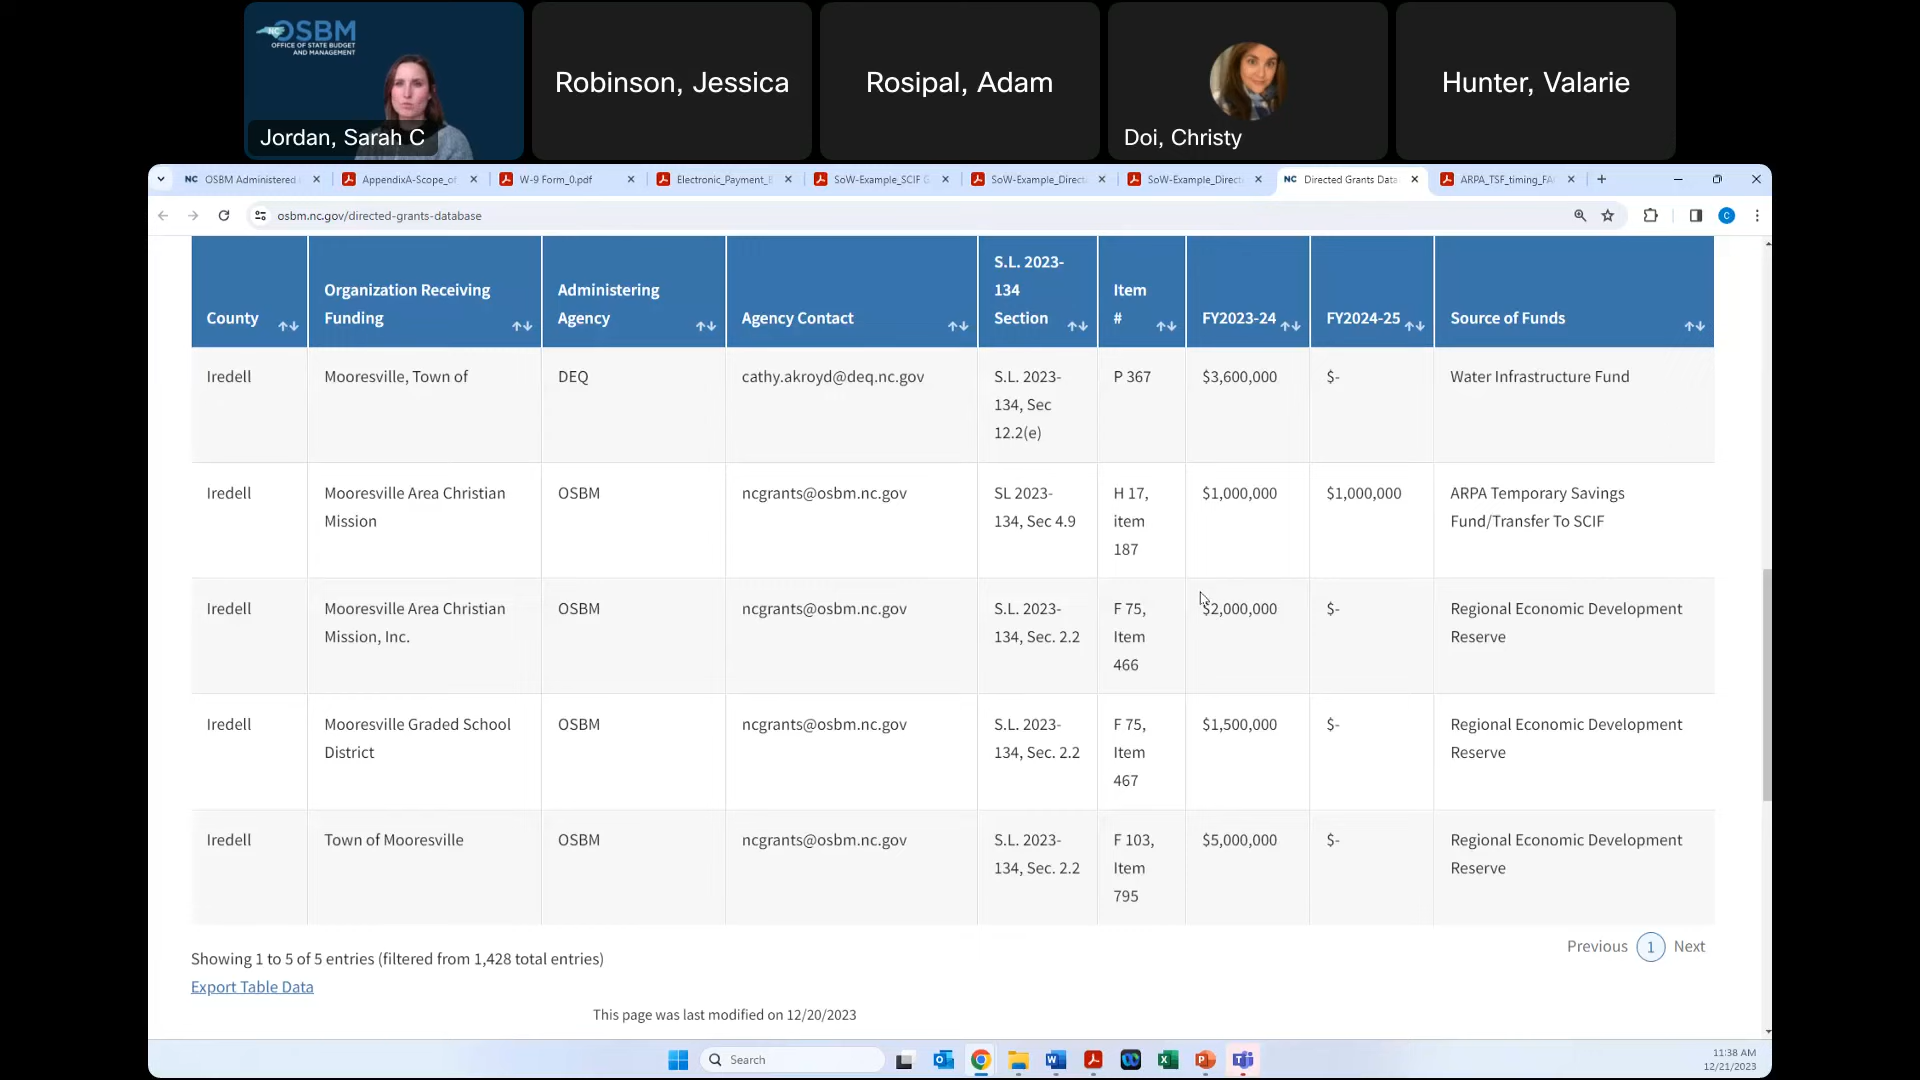 NC OSBM
OFFICE OF STATE BUDGET
AND MANAGEMENT
Jordan, Sarah C
Robinson, Jessica
Rosipal, Adam
Doi, Christy
Hunter, Valarie
NC OSBM Administered
AppendixA-Scope_of
W-9 Form_0.pdf
Electronic_Payment_
SoW-Example_SCIF
SoW-Example_Direct
SoW-Example_Direct
NC Directed Grants Data
ARPA_TSF_timing_FA
osbm.nc.gov/directed-grants-database
C
County
Organization Receiving
Funding
Administering
Agency
Agency Contact
S.L. 2023-
134
Section
Item
#
FY2023-24
FY2024-25
Source of Funds
Iredell
Mooresville, Town of
DEQ
cathy.akroyd@deq.nc.gov
S.L. 2023-
134, Sec
12.2(e)
P 367
$3,600,000
$-
Water Infrastructure Fund
Iredell
Mooresville Area Christian
Mission
OSBM
ncgrants@osbm.nc.gov
SL 2023-
134, Sec 4.9
H 17,
item
187
$1,000,000
$1,000,000
ARPA Temporary Savings
Fund/Transfer To SCIF
Iredell
Mooresville Area Christian
Mission, Inc.
OSBM
ncgrants@osbm.nc.gov
S.L. 2023-
134, Sec. 2.2
F 75,
Item
466
$2,000,000
$-
Regional Economic Development
Reserve
Iredell
Mooresville Graded School
District
OSBM
ncgrants@osbm.nc.gov
S.L. 2023-
134, Sec. 2.2
F 75,
Item
467
$1,500,000
$-
Regional Economic Development
Reserve
Iredell
Town of Mooresville
OSBM
ncgrants@osbm.nc.gov
S.L. 2023-
134, Sec. 2.2
F 103,
Item
795
$5,000,000
$-
Regional Economic Development
Reserve
Showing 1 to 5 of 5 entries (filtered from 1,428 total entries)
Previous 1 Next
Export Table Data
This page was last modified on 12/20/2023
Search
11:38 AM
12/21/2023